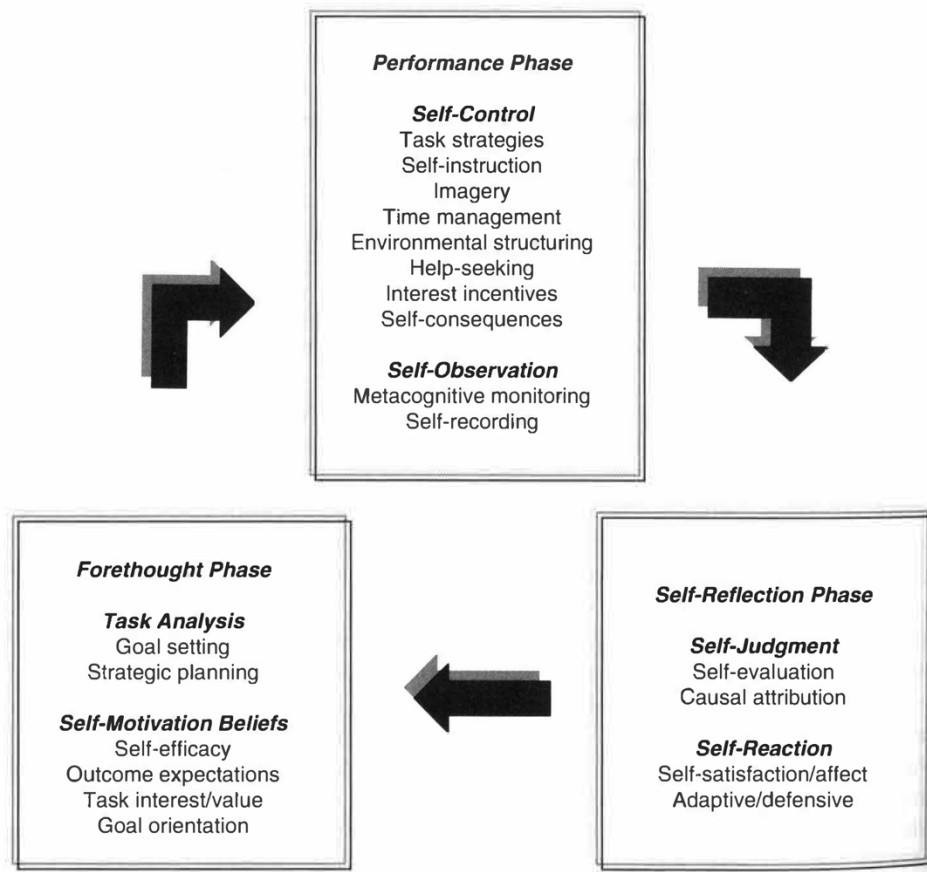 Performance Phase
Self-Control
Task strategies
Self-instruction
Imagery
Time management
Environmental structuring
Help-seeking
Interest incentives
Self-consequences
Self-Observation
Metacognitive monitoring
Self-recording
Forethought Phase
Task Analysis
Goal setting
Strategic planning
Self-Motivation Beliefs
Self-efficacy
Outcome expectations
Task interest/value
Goal orientation
Self-Reflection Phase
Self-Judgment
Self-evaluation
Causal attribution
Self-Reaction
Self-satisfaction/affect
Adaptive/defensive